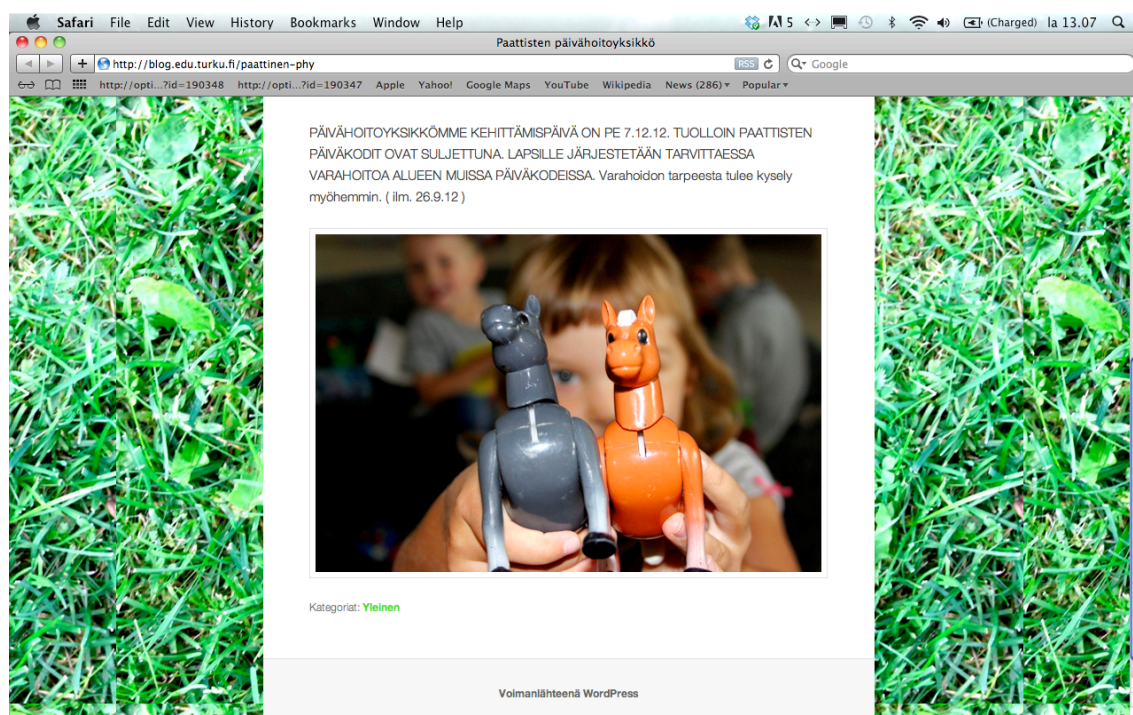 Safari File Edit View History Bookmarks Window Help 5 (Charged) la 13.07
Paattisten päivähoitoyksikkö
http://blog.edu.turku.fi/paattinen-phy RSS Google
http://opti...?id=190348 http://opti...?id=190347 Apple Yahoo! Google Maps YouTube Wikipedia News (286) Popular
PÄIVÄHOITOYKSIKKÖMME KEHITTÄMISPÄIVÄ ON PE 7.12.12. TUOLLOIN PAATTISTEN
PÄIVÄKODIT OVAT SULJETTUNA. LAPSILLE JÄRJESTETÄÄN TARVITTAESSA
VARAHOITOA ALUEEN MUISSA PÄIVÄKODEISSA. Varahoidon tarpeesta tulee kysely
myöhemmin. ( ilm. 26.9.12 )
Kategoriat: Yleinen
Voimanlähteenä WordPress